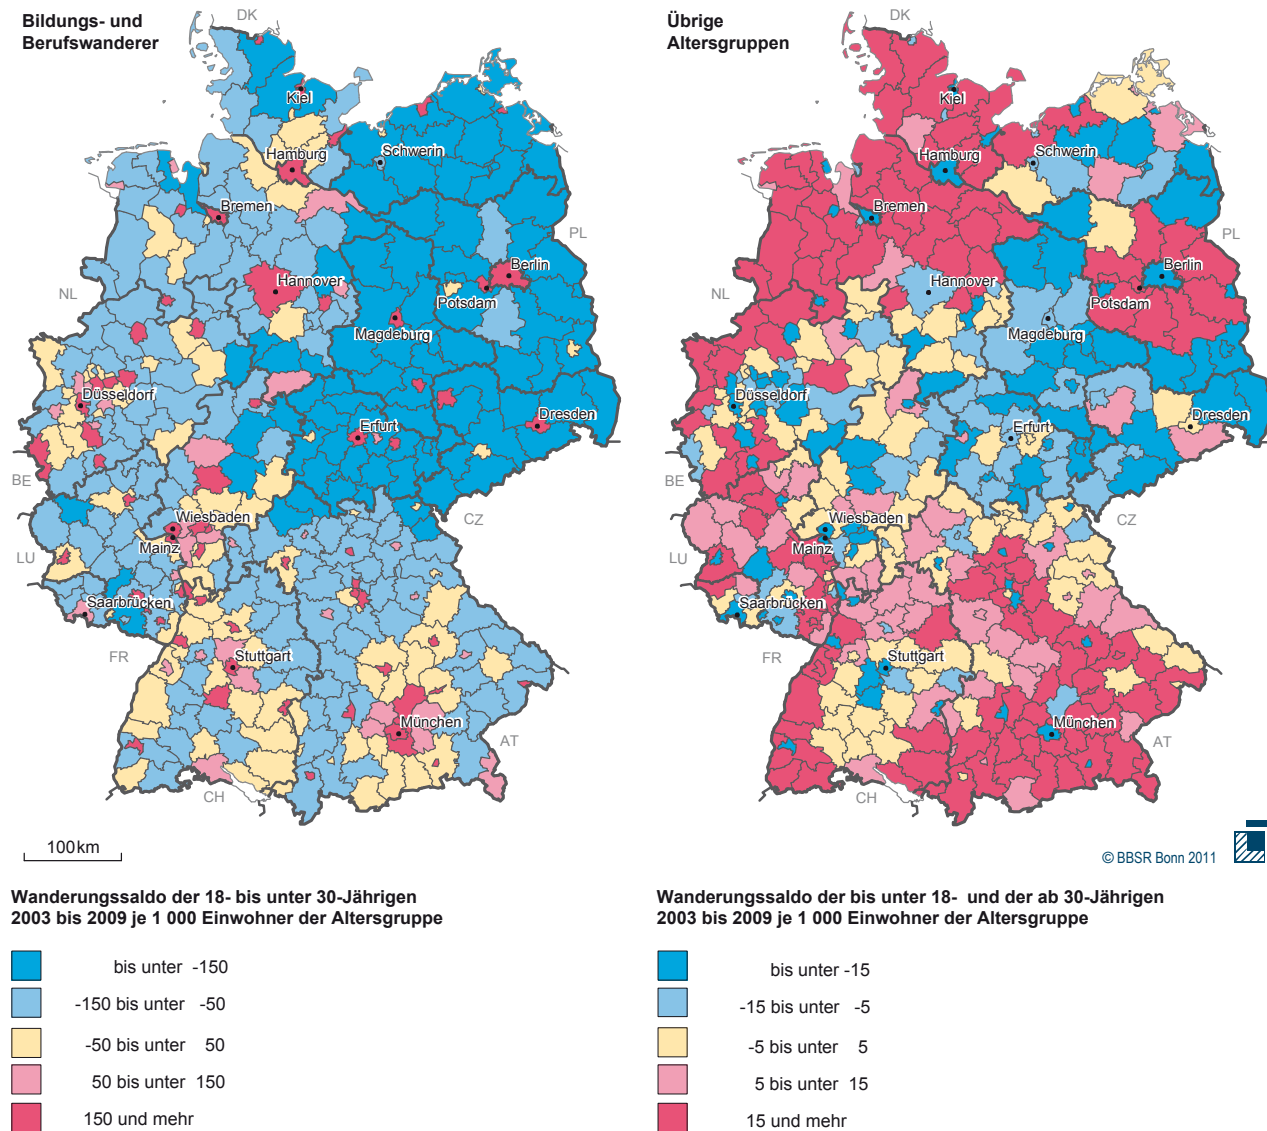 Bildungs- und
Berufswanderer
DK
Kiel
Hamburg
Schwerin
Bremen
PL
Berlin
Hannover
NL
Potsdam
Magdeburg
Düsseldorf
Dresden
Erfurt
BE
Wiesbaden
CZ
Mainz
LU
Saarbrücken
FR
Stuttgart
München
AT
CH
100 km
Übrige
Altersgruppen
DK
Kiel
Hamburg
Schwerin
Bremen
PL
Berlin
Hannover
NL
Potsdam
Magdeburg
Düsseldorf
Dresden
Erfurt
BE
Wiesbaden
CZ
Mainz
LU
Saarbrücken
FR
Stuttgart
München
AT
CH
© BBSR Bonn 2011
Wanderungssaldo der 18- bis unter 30-Jährigen
2003 bis 2009 je 1 000 Einwohner der Altersgruppe
bis unter -150
-150 bis unter -50
-50 bis unter 50
50 bis unter 150
150 und mehr
Wanderungssaldo der bis unter 18- und der ab 30-Jährigen
2003 bis 2009 je 1 000 Einwohner der Altersgruppe
bis unter -15
-15 bis unter -5
-5 bis unter 5
5 bis unter 15
15 und mehr